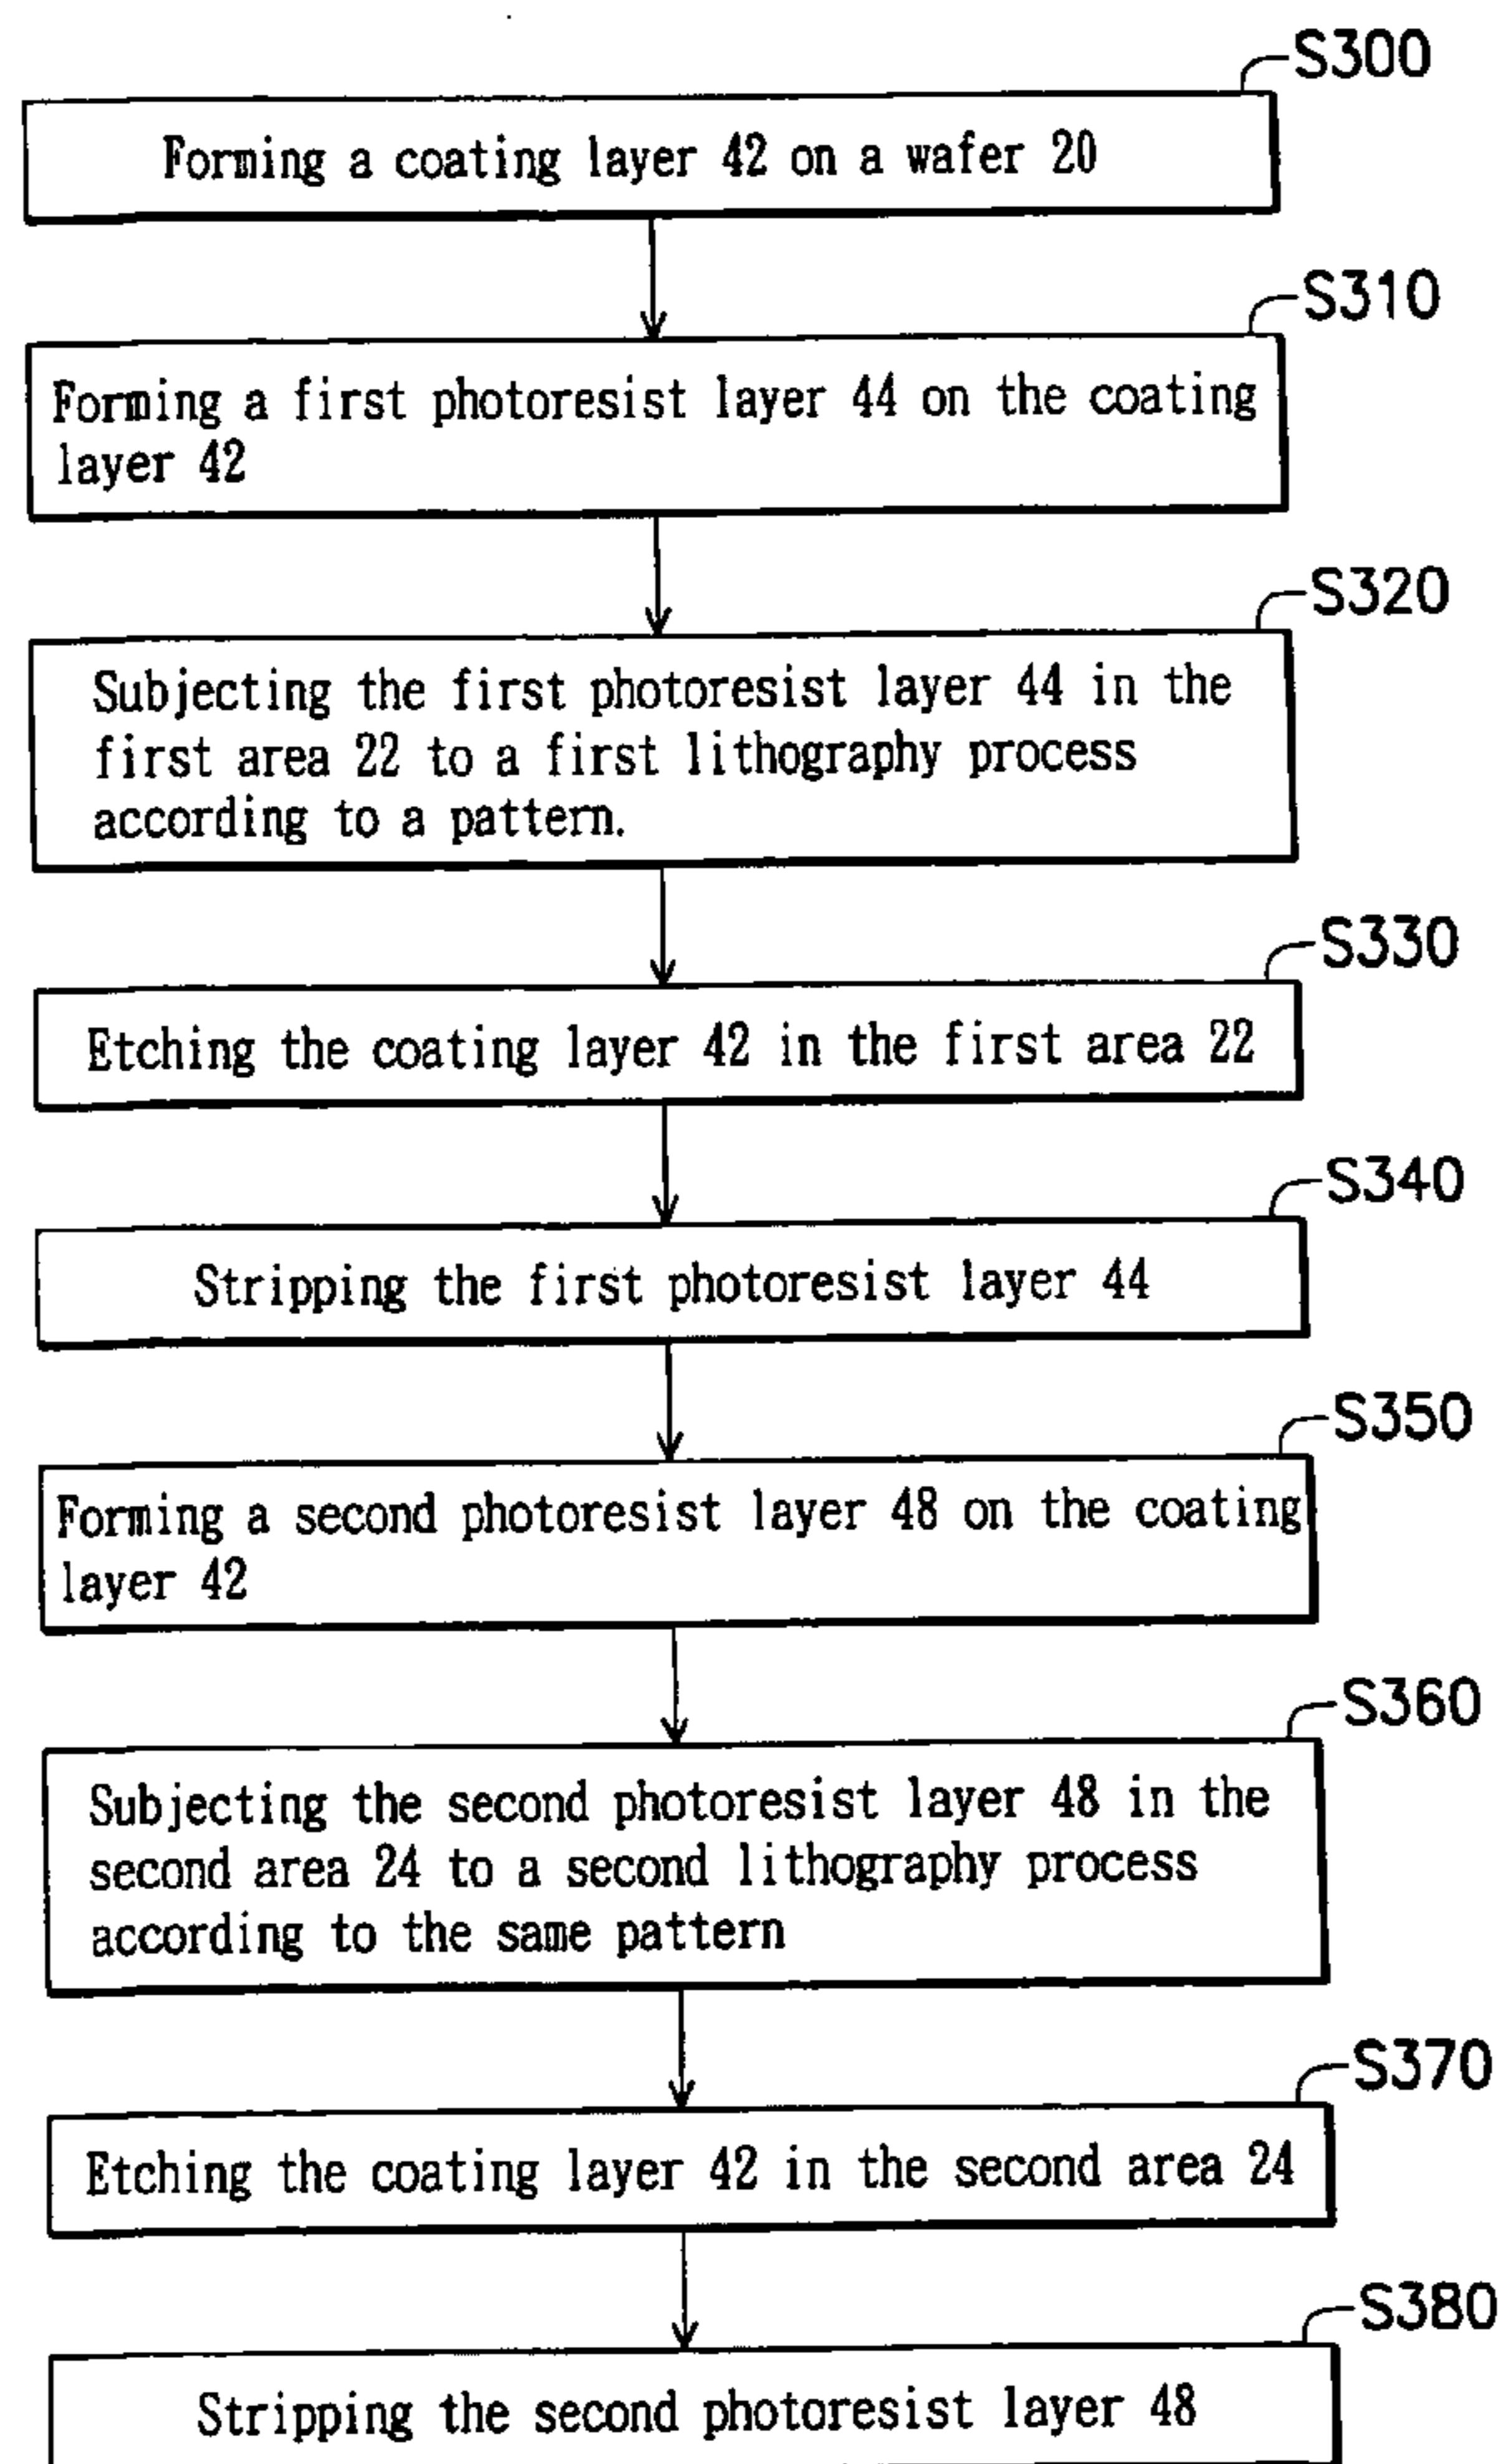 S300
Forming a coating layer 42 on a wafer 20
S310
Forming a first photoresist layer 44 on the coating
layer 42
S320
Subjecting the first photoresist layer 44 in the
first area 22 to a first lithography process
according to a pattern.
S330
Etching the coating layer 42 in the first area 22
S340
Stripping the first photoresist layer 44
S350
Forming a second photoresist layer 48 on the coating
layer 42
S360
Subjecting the second photoresist layer 48 in the
second area 24 to a second lithography process
according to the same pattern
S370
Etching the coating layer 42 in the second area 24
S380
Stripping the second photoresist layer 48